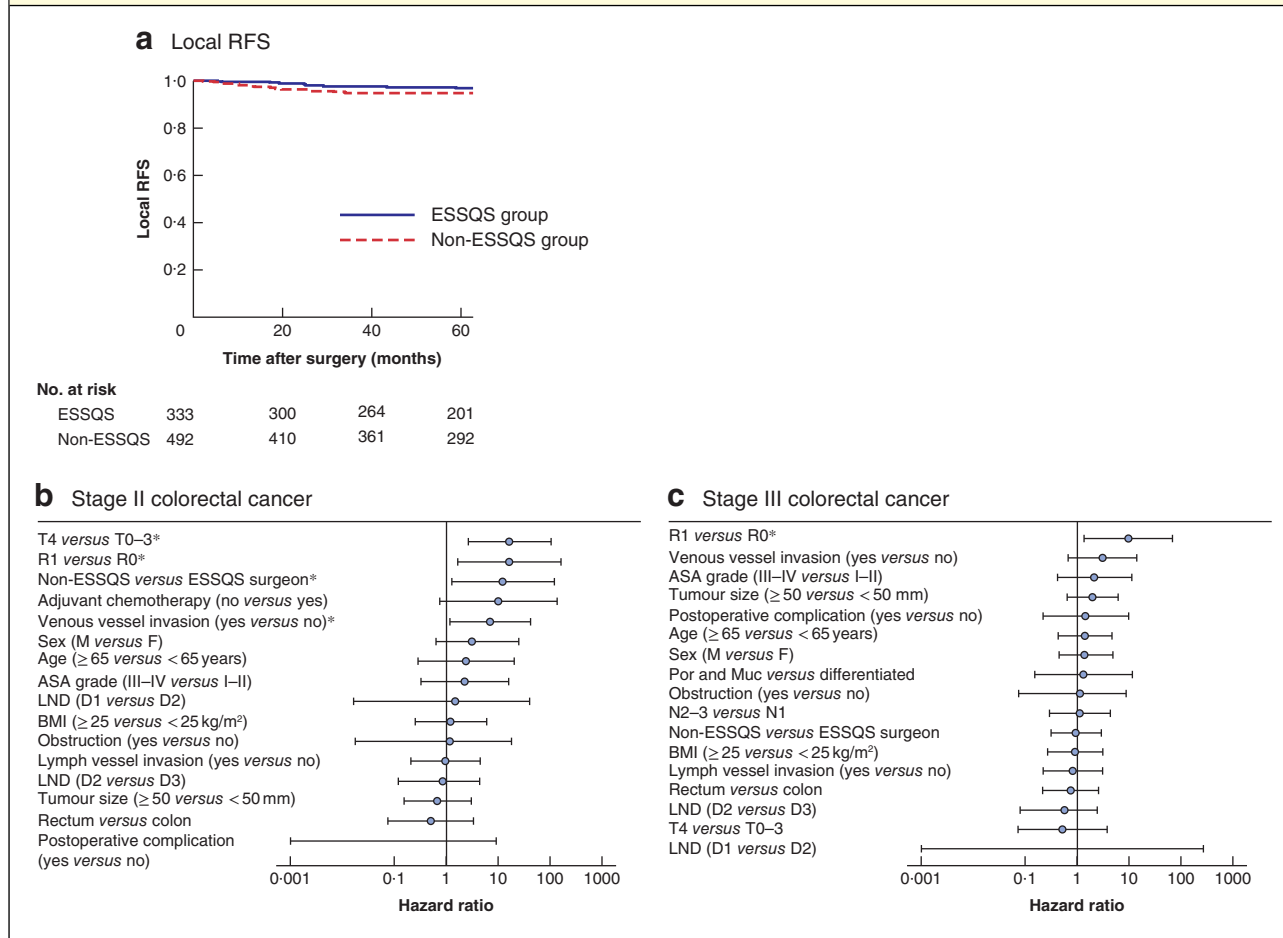 a Local RFS
1·0
0·8
0·6
0·4
0·2
Local RFS
ESSQS group
Non-ESSQS group
0 20 40 60
Time after surgery (months)
No. at risk
ESSQS 333 300 264 201
Non-ESSQS 492 410 361 292
b Stage II colorectal cancer
T4 versus T0–3*
R1 versus R0*
Non-ESSQS versus ESSQS surgeon*
Adjuvant chemotherapy (no versus yes)
Venous vessel invasion (yes versus no)*
Sex (M versus F)
Age (≥ 65 versus < 65 years)
ASA grade (III–IV versus I–II)
LND (D1 versus D2)
BMI (≥ 25 versus < 25 kg/m²)
Obstruction (yes versus no)
Lymph vessel invasion (yes versus no)
LND (D2 versus D3)
Tumour size (≥ 50 versus < 50 mm)
Rectum versus colon
Postoperative complication
(yes versus no)
0·001 0·1 1 10 100 1000
Hazard ratio
c Stage III colorectal cancer
R1 versus R0*
Venous vessel invasion (yes versus no)
ASA grade (III–IV versus I–II)
Tumour size (≥ 50 versus < 50 mm)
Postoperative complication (yes versus no)
Age (≥ 65 versus < 65 years)
Sex (M versus F)
Por and Muc versus differentiated
Obstruction (yes versus no)
N2–3 versus N1
Non-ESSQS versus ESSQS surgeon
BMI (≥ 25 versus < 25 kg/m²)
Lymph vessel invasion (yes versus no)
Rectum versus colon
LND (D2 versus D3)
T4 versus T0–3
LND (D1 versus D2)
0·001 0·1 1 10 100 1000
Hazard ratio